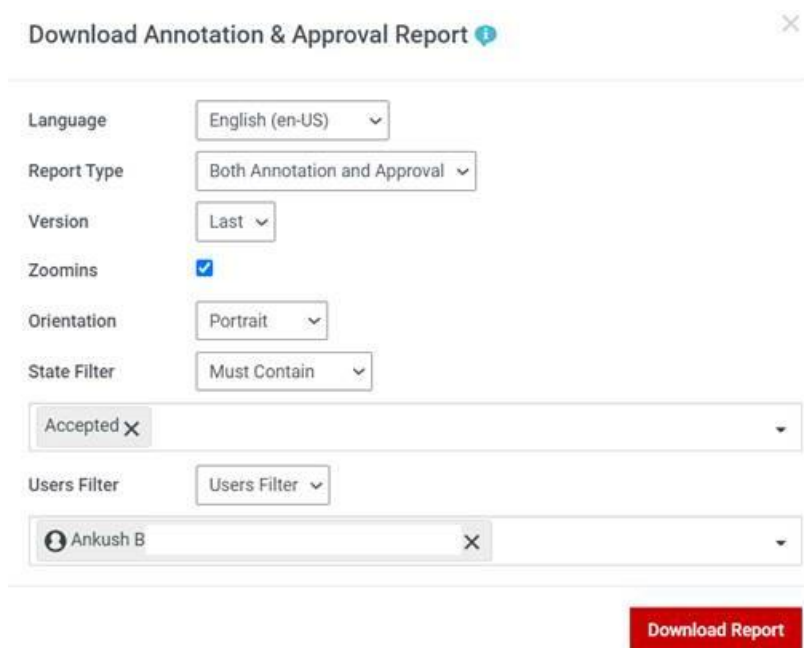 Download Annotation & Approval Report
Language English (en-US)
Report Type Both Annotation and Approval
Version Last
Zoomins
Orientation Portrait
State Filter Must Contain
Accepted
Users Filter Users Filter
Ankush B
Download Report